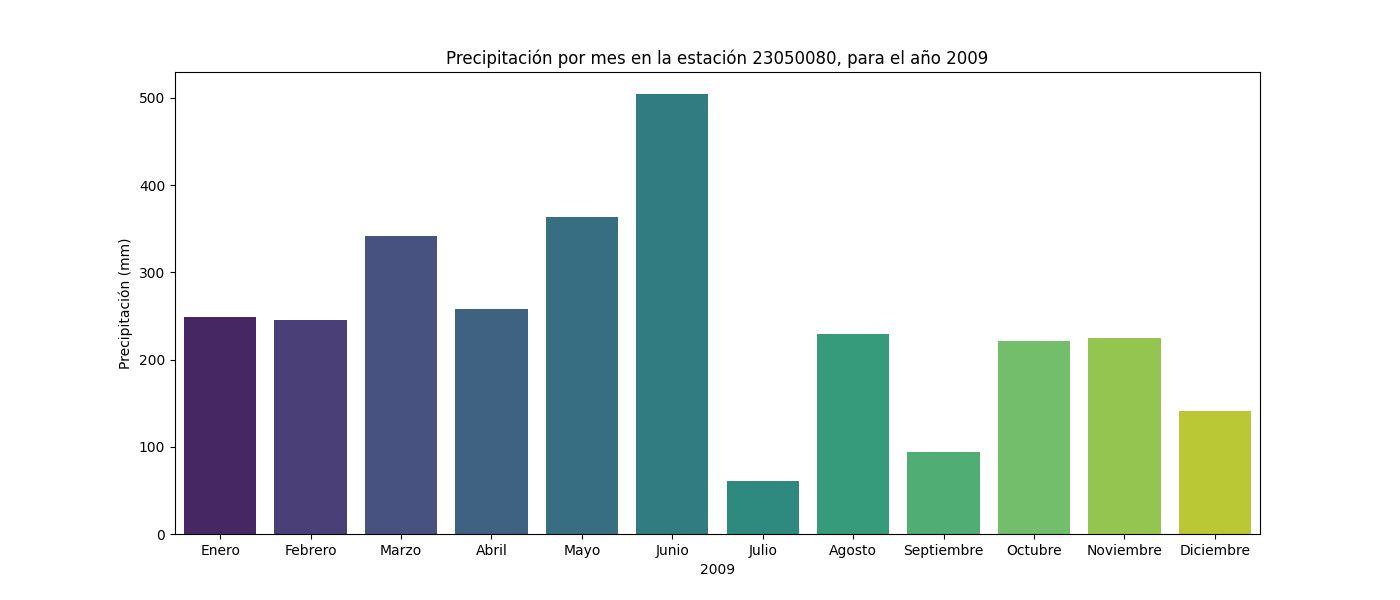 Precipitación por mes en la estación 23050080, para el año 2009
Precipitación (mm)
500
400
300
200
100
0
Enero Febrero Marzo Abril Mayo Junio Julio Agosto Septiembre Octubre Noviembre Diciembre
2009